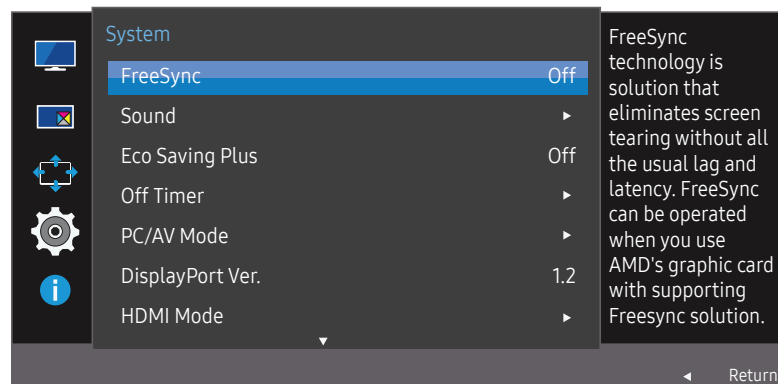 System
FreeSync Off
Sound
Eco Saving Plus Off
Off Timer
PC/AV Mode
DisplayPort Ver. 1.2
HDMI Mode
FreeSync
technology is
solution that
eliminates screen
tearing without all
the usual lag and
latency. FreeSync
can be operated
when you use
AMD's graphic card
with supporting
Freesync solution.
Return